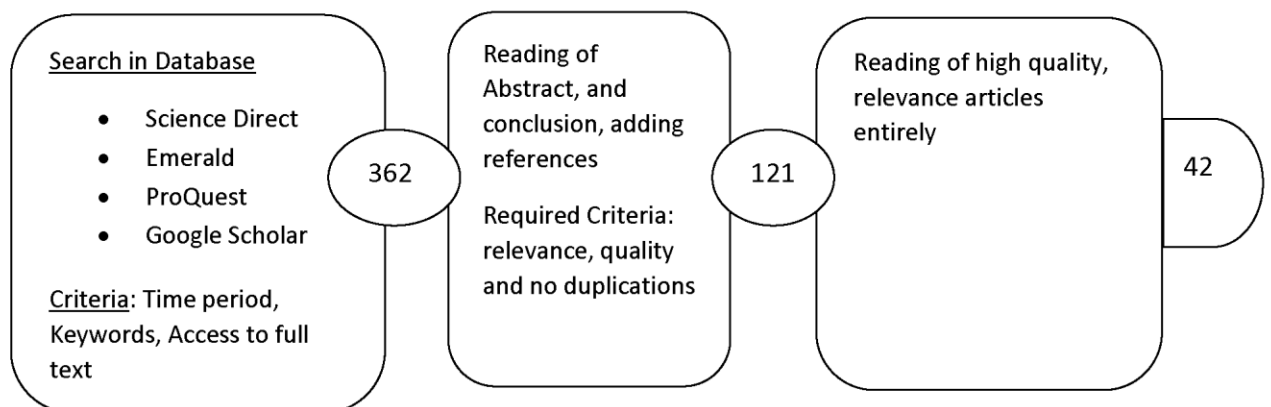 Search in Database
• Science Direct
• Emerald
• ProQuest
• Google Scholar
Criteria: Time period,
Keywords, Access to full
text
362
Reading of
Abstract, and
conclusion, adding
references
Required Criteria:
relevance, quality
and no duplications
121
Reading of high quality,
relevance articles
entirely
42